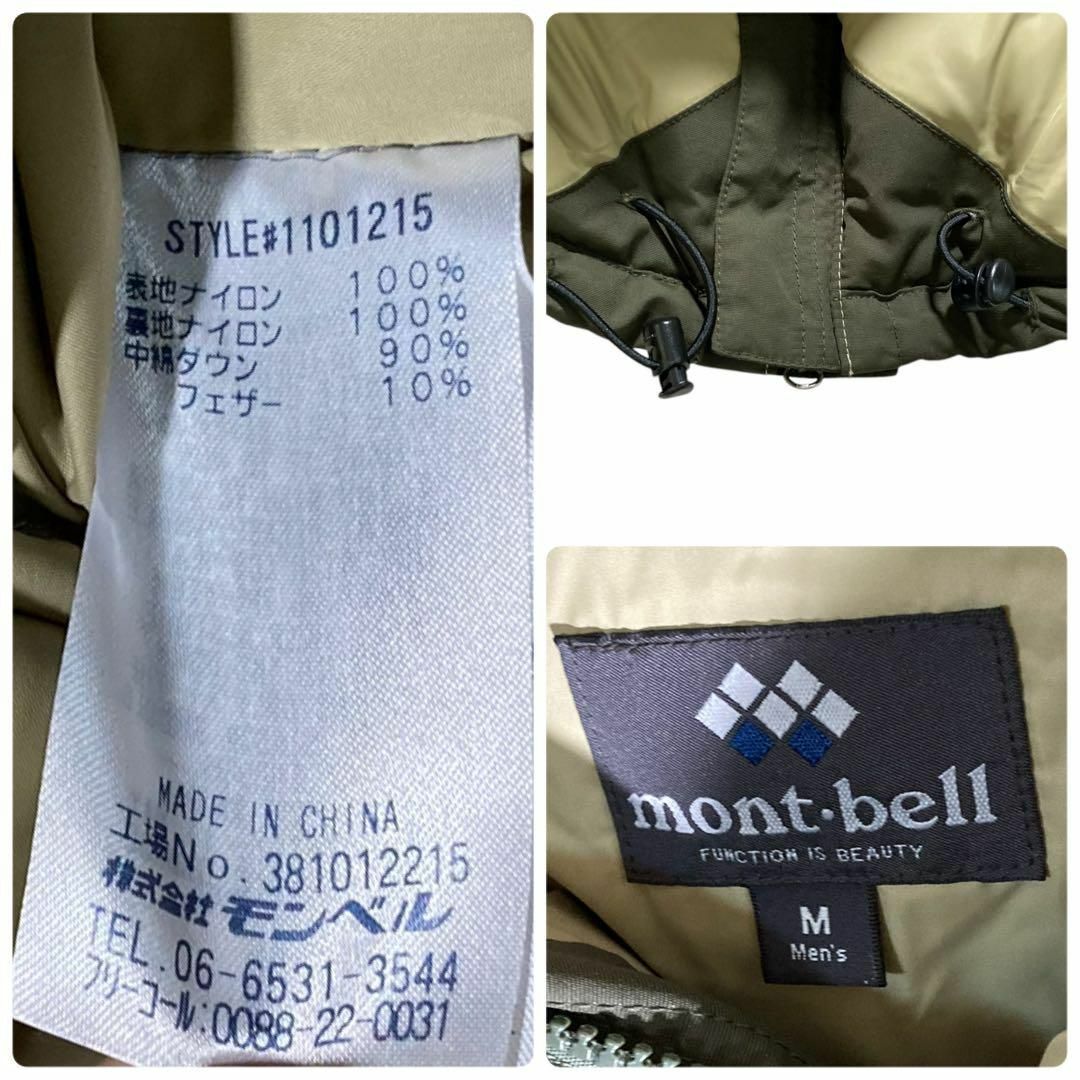 STYLE#1101215
表地ナイロン 100%
裏地ナイロン 100%
中綿ダウン 90%
フェザー 10%
MADE IN CHINA
工場No.381012215
株式会社 モンベル
TEL.06-6531-3544
フリーコール:0088-22-0031
mont-bell
FUNCTION IS BEAUTY
M
Men's